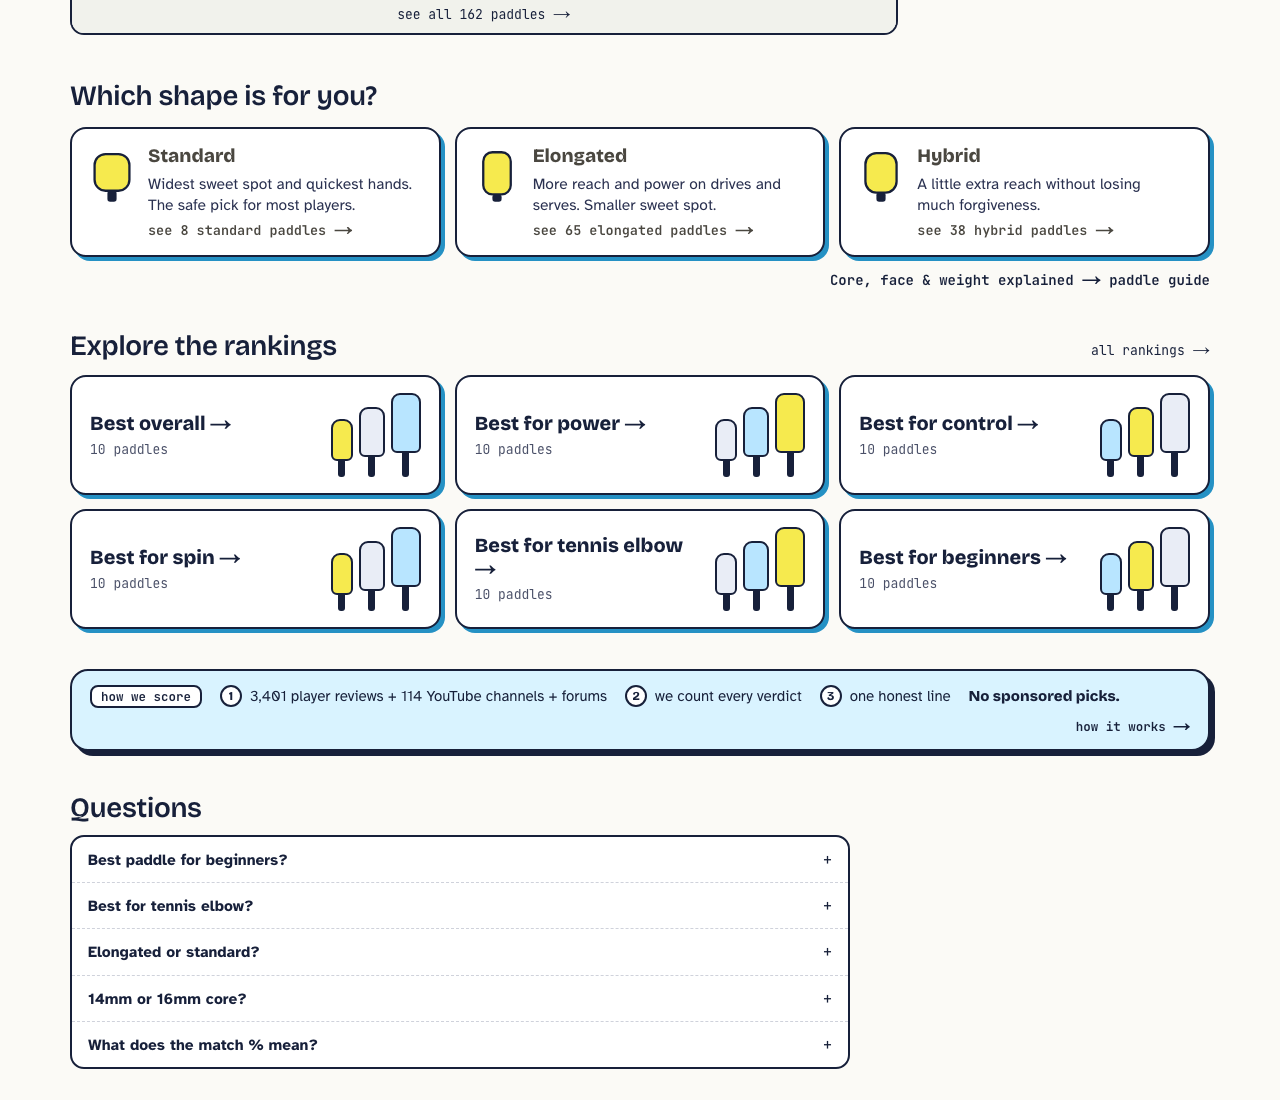 see all 162 paddles →
Which shape is for you?
Standard
Widest sweet spot and quickest hands.
The safe pick for most players.
see 8 standard paddles →
Elongated
More reach and power on drives and
serves. Smaller sweet spot.
see 65 elongated paddles →
Hybrid
A little extra reach without losing
much forgiveness.
see 38 hybrid paddles →
Core, face & weight explained → paddle guide
Explore the rankings
all rankings →
Best overall →
10 paddles
Best for power →
10 paddles
Best for control →
10 paddles
Best for spin →
10 paddles
Best for tennis elbow
→
10 paddles
Best for beginners →
10 paddles
how we score 1 3,401 player reviews + 114 YouTube channels + forums 2 we count every verdict 3 one honest line No sponsored picks.
how it works →
Questions
Best paddle for beginners? +
Best for tennis elbow? +
Elongated or standard? +
14mm or 16mm core? +
What does the match % mean? +